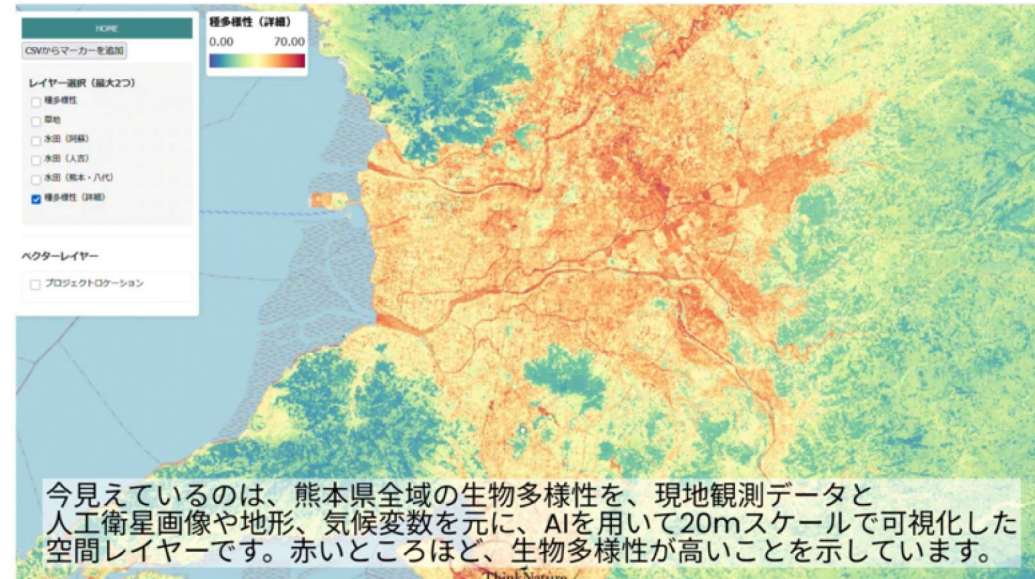 HOME
CSVからマーカーを追加
レイヤー選択（最大2つ）
種多様性
草地
水田（阿蘇）
水田（人吉）
水田（熊本・八代）
種多様性（詳細）
ベクターレイヤー
プロジェクトロケーション
種多様性（詳細）
0.00 70.00
今見えているのは、熊本県全域の生物多様性を、現地観測データと
人工衛星画像や地形、気候変数を元に、AIを用いて20mスケールで可視化した
空間レイヤーです。赤いところほど、生物多様性が高いことを示しています。
ThinkNature